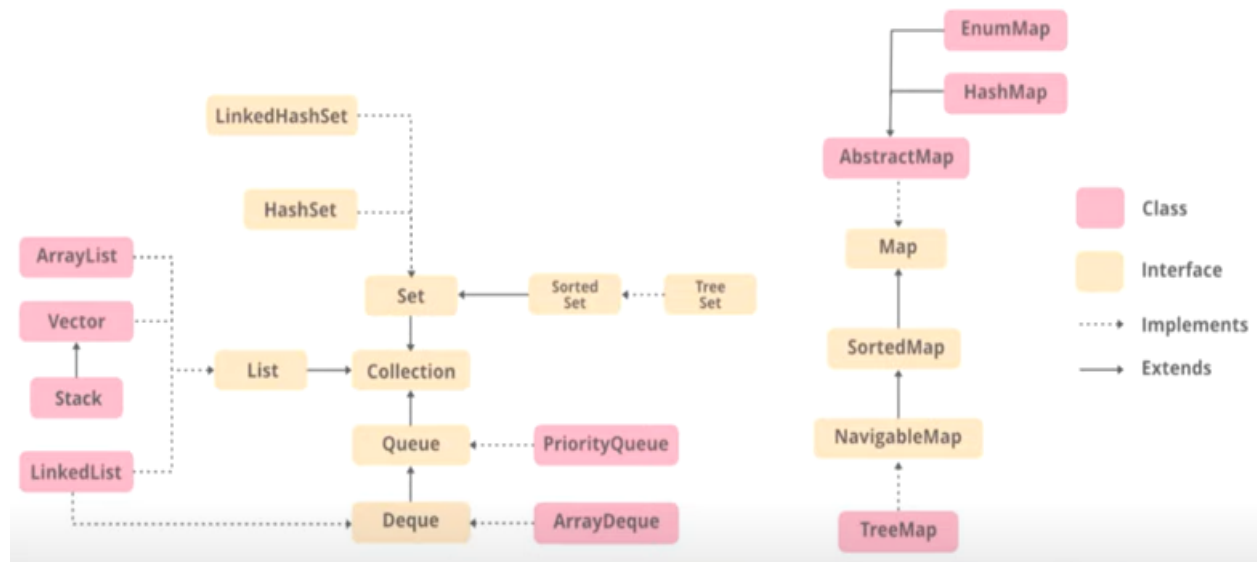 EnumMap
HashMap
LinkedHashSet
AbstractMap
HashSet
Class
ArrayList
Map
Interface
Set
Sorted
Set
Tree
Set
Vector
Implements
SortedMap
List
Collection
Extends
Stack
Queue
PriorityQueue
NavigableMap
LinkedList
Deque
ArrayDeque
TreeMap